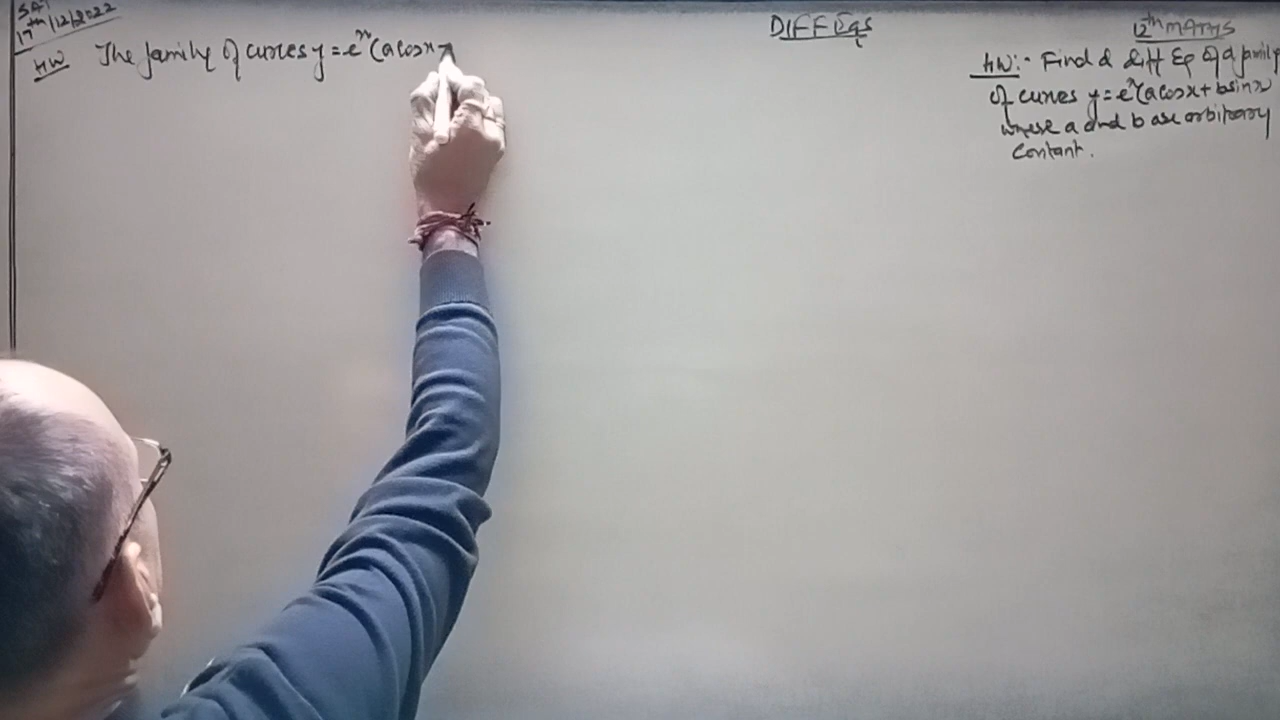 SAT
17th/12/2022
DIFF Eqs
12th MATHS
HW The family of curves y = e^x (a cos x +
HW:- Find d diff Eq of d family
of curves y = e^x (a cos x + b sin x)
where a and b are arbitrary
Contant.